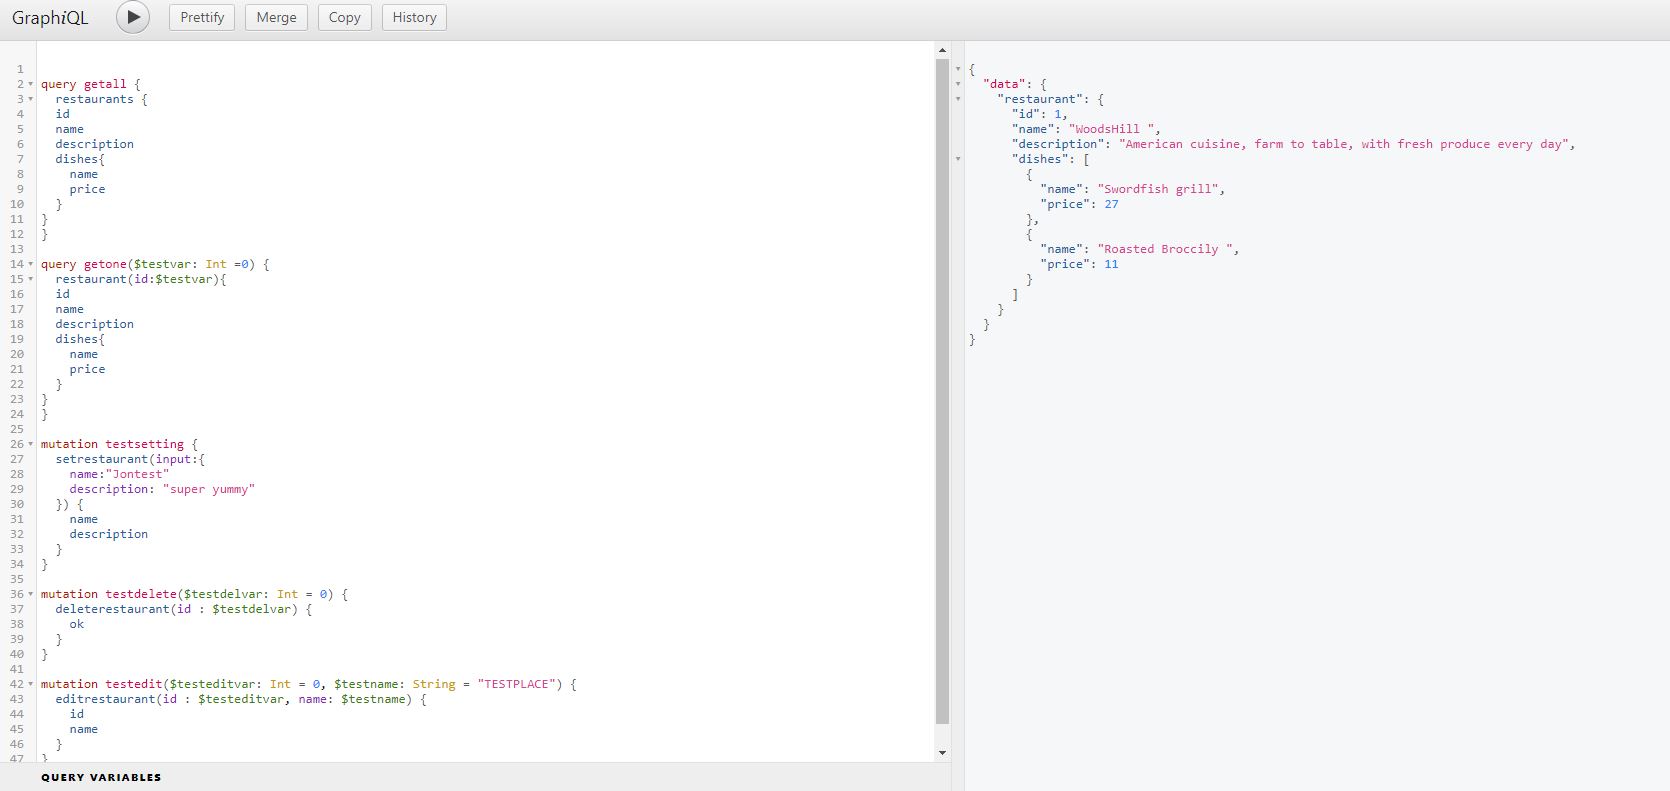 GraphiQL Prettify Merge Copy History
1
2 query getall {
3 restaurants {
4 id
5 name
6 description
7 dishes{
8 name
9 price
10 }
11 }
12 }
13
14 query getone($testvar: Int =0) {
15 restaurant(id:$testvar){
16 id
17 name
18 description
19 dishes{
20 name
21 price
22 }
23 }
24 }
25
26 mutation testsetting {
27 setrestaurant(input:{
28 name:"Jontest"
29 description: "super yummy"
30 }) {
31 name
32 description
33 }
34 }
35
36 mutation testdelete($testdelvar: Int = 0) {
37 deleterestaurant(id : $testdelvar) {
38 ok
39 }
40 }
41
42 mutation testedit($testeditvar: Int = 0, $testname: String = "TESTPLACE") {
43 editrestaurant(id : $testeditvar, name: $testname) {
44 id
45 name
46 }
47 }
QUERY VARIABLES
{
"data": {
"restaurant": {
"id": 1,
"name": "WoodsHill ",
"description": "American cuisine, farm to table, with fresh produce every day",
"dishes": [
{
"name": "Swordfish grill",
"price": 27
},
{
"name": "Roasted Broccily ",
"price": 11
}
]
}
}
}